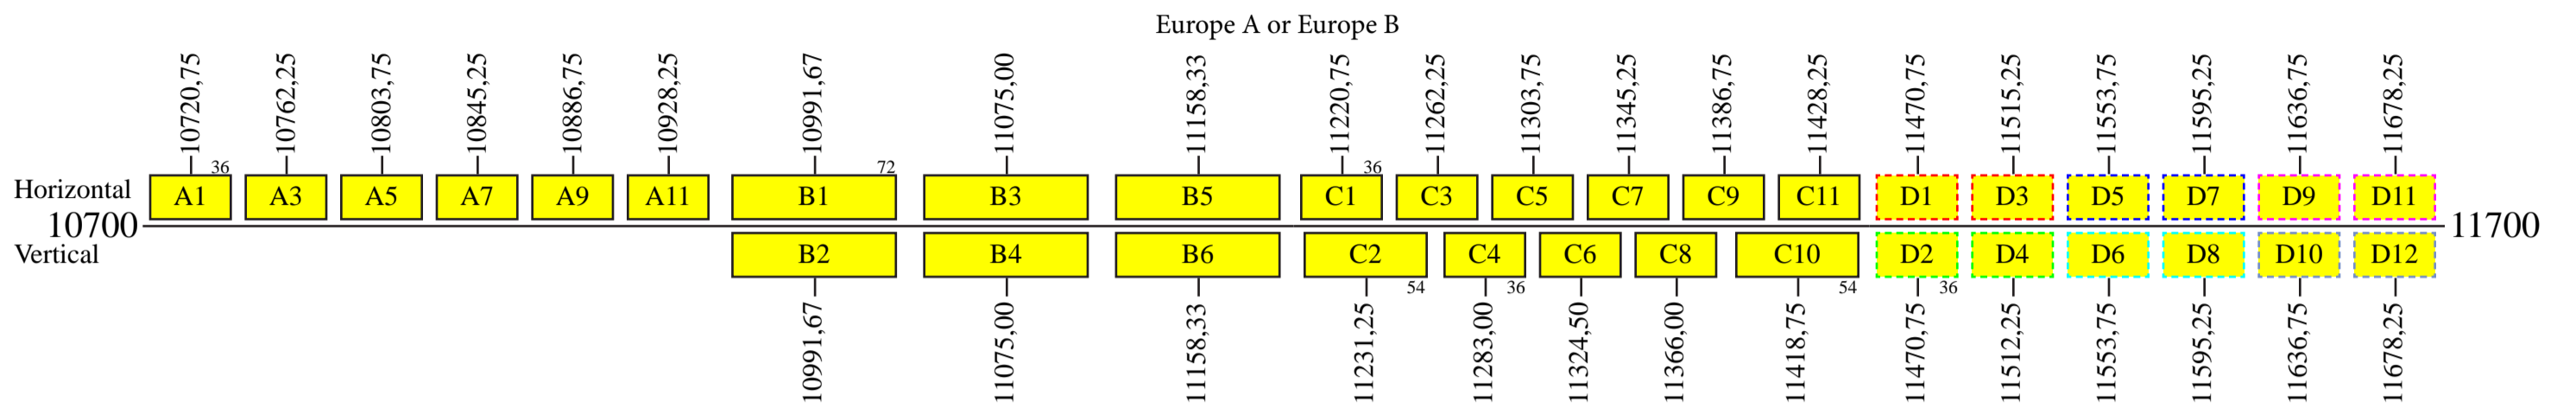 Europe A or Europe B
10720,75 10762,25 10803,75 10845,25 10886,75 10928,25 10991,67 11075,00 11158,33 11220,75 11262,25 11303,75 11345,25 11386,75 11428,25 11470,75 11515,25 11553,75 11595,25 11636,75 11678,25
36 72 36
Horizontal A1 A3 A5 A7 A9 A11 B1 B3 B5 C1 C3 C5 C7 C9 C11 D1 D3 D5 D7 D9 D11
10700 11700
Vertical B2 B4 B6 C2 C4 C6 C8 C10 D2 D4 D6 D8 D10 D12
54 36 54 36
10991,67 11075,00 11158,33 11231,25 11283,00 11324,50 11366,00 11418,75 11470,75 11512,25 11553,75 11595,25 11636,75 11678,25